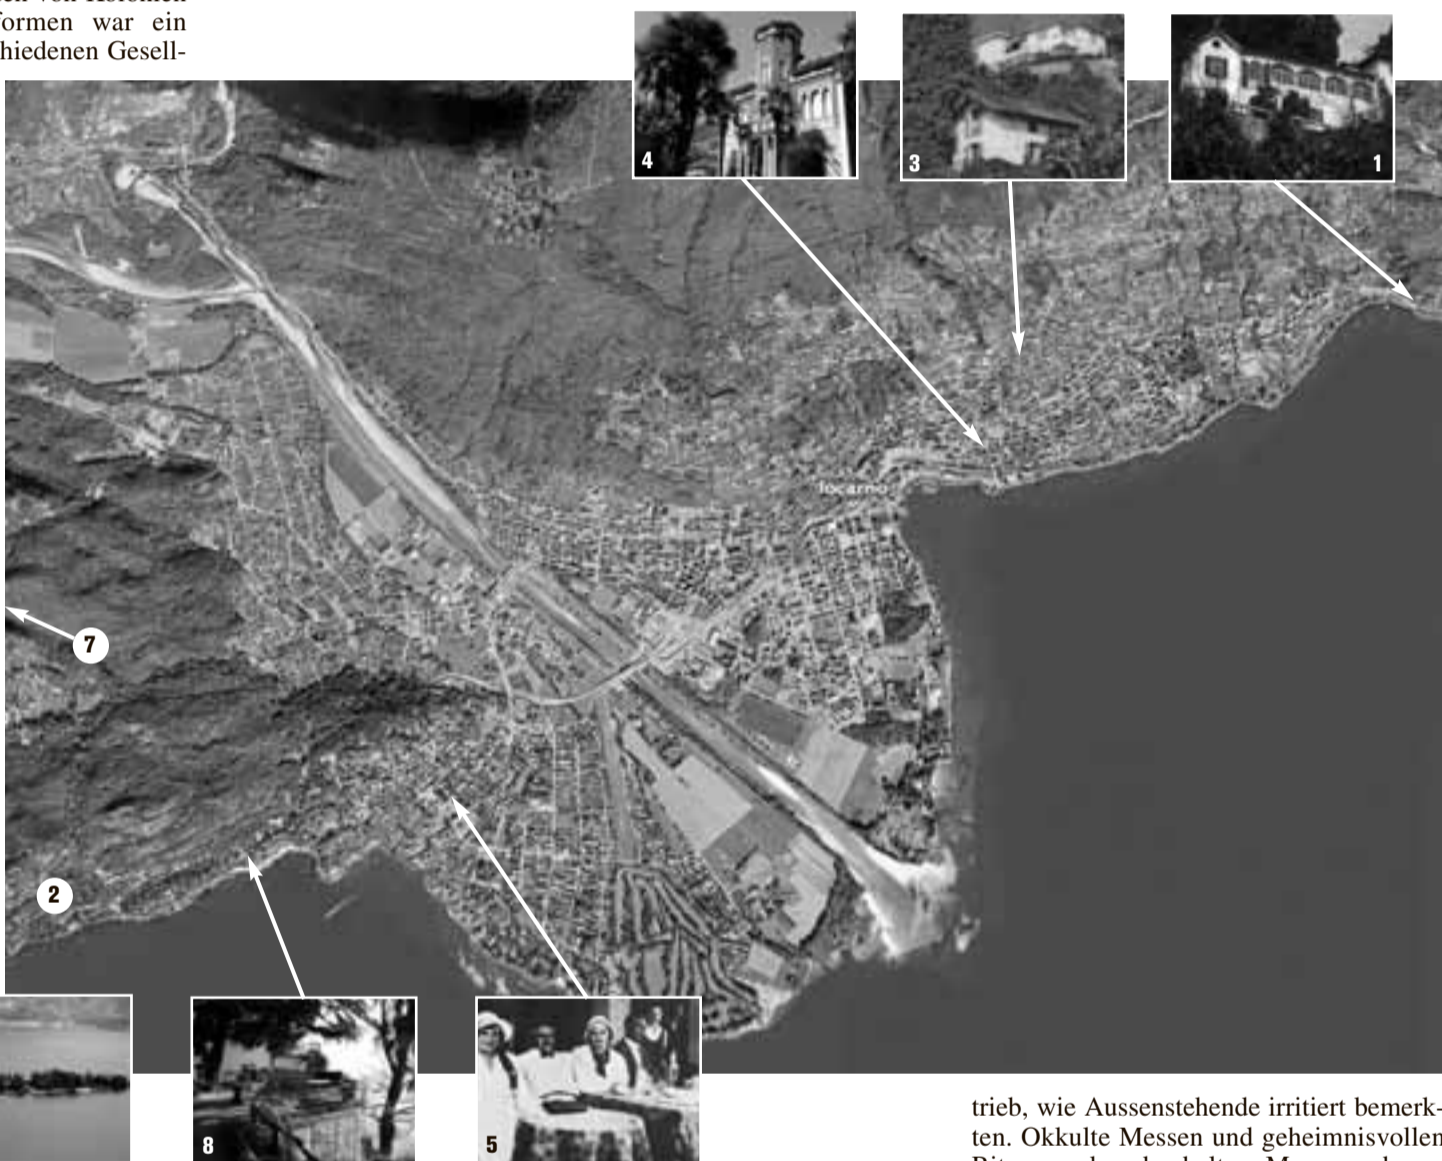 formen war ein
hiedenen Gesell-
4
3
1
locarno
7
2
8
5
trieb, wie Aussenstehende irritiert bemerk-
ten. Okkulte Messen und geheimnisvollen